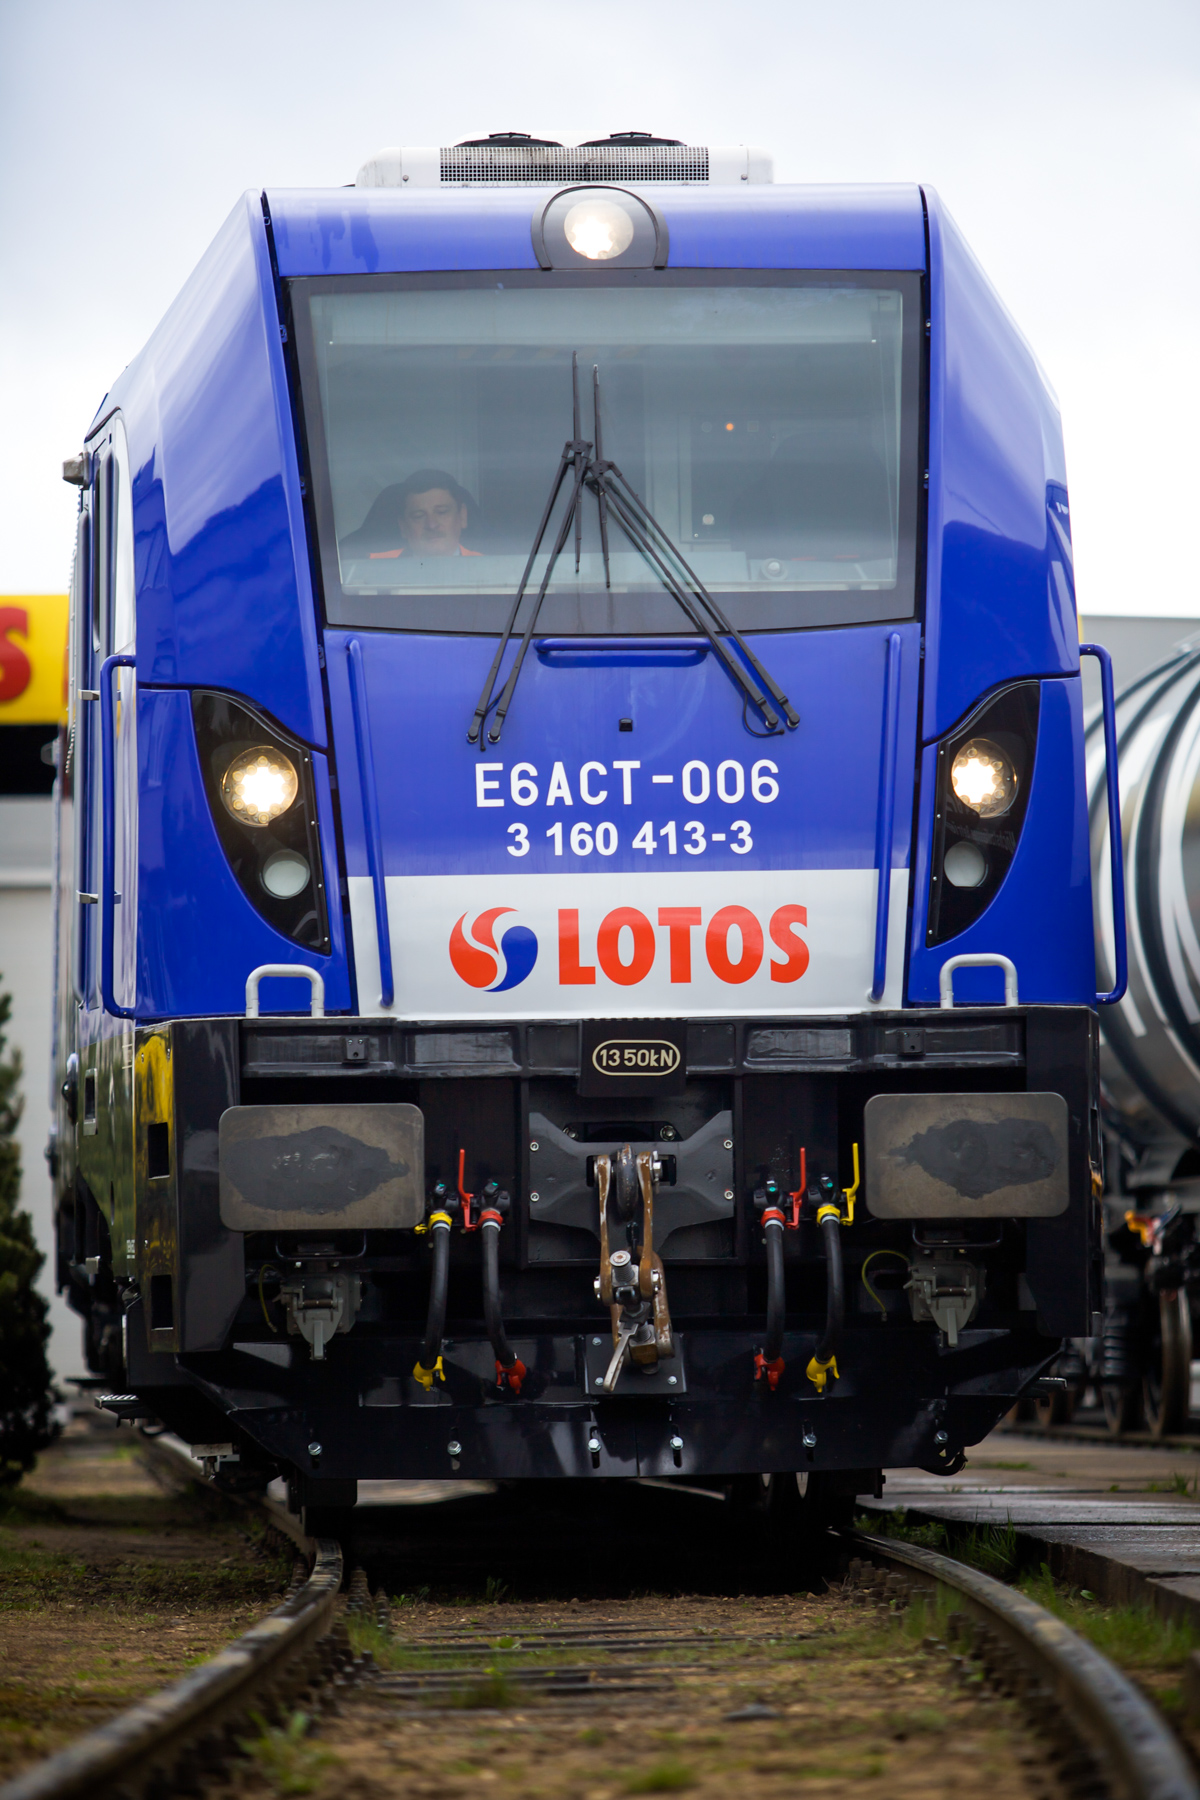 E6ACT-006
3 160 413-3
LOTOS
1350kN
S